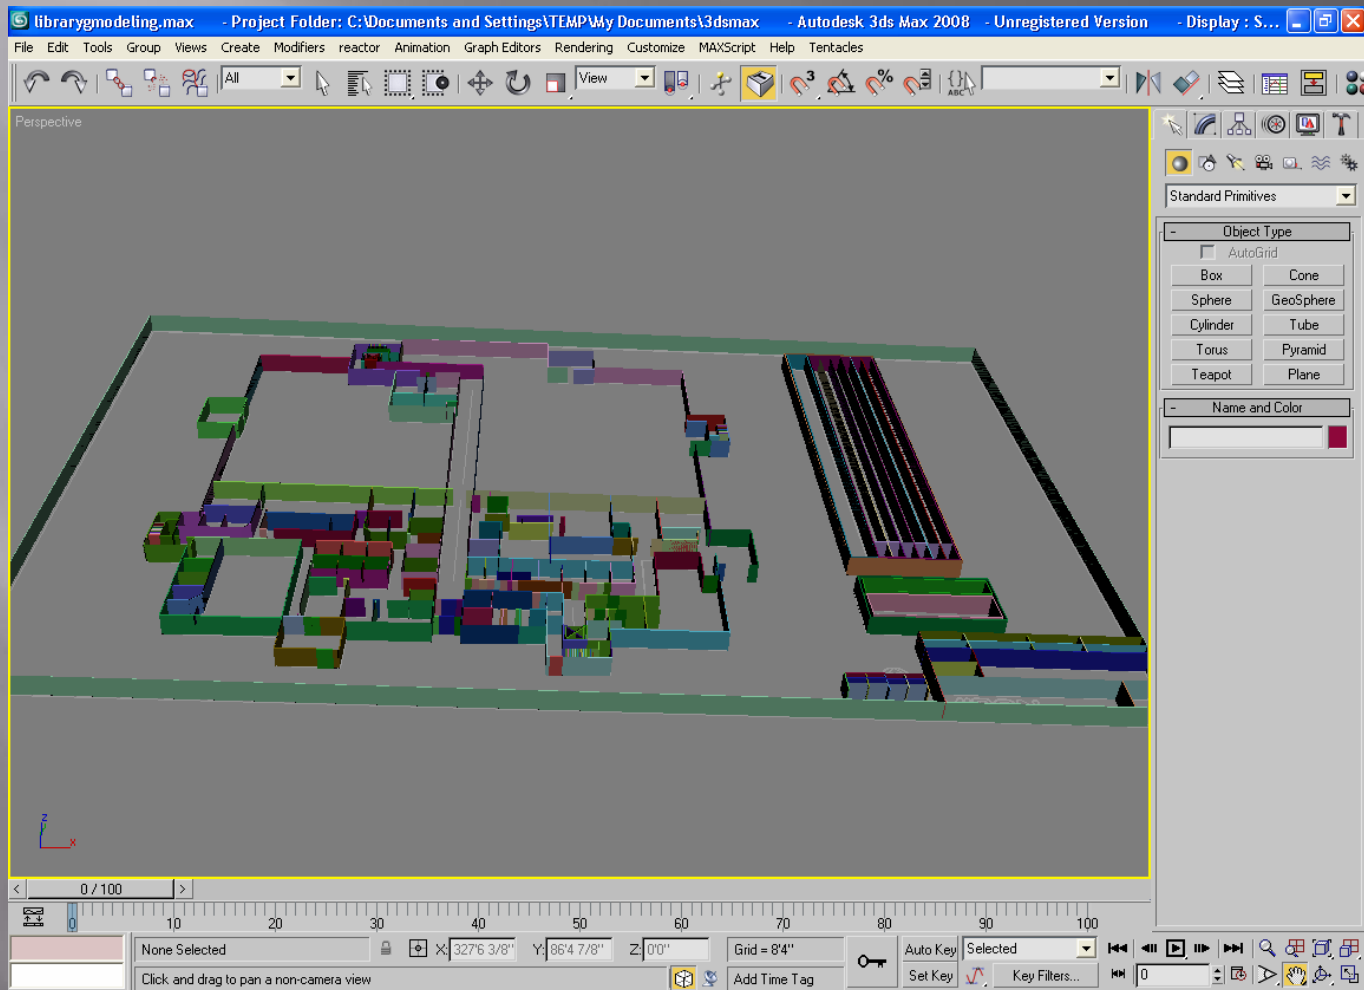 librarygmodeling.max - Project Folder: C:\Documents and Settings\TEMP\My Documents\3dsmax - Autodesk 3ds Max 2008 - Unregistered Version - Display : S...
File Edit Tools Group Views Create Modifiers reactor Animation Graph Editors Rendering Customize MAXScript Help Tentacles
All View 3 % {} ABC
Perspective
Standard Primitives
- Object Type
AutoGrid
Box Cone
Sphere GeoSphere
Cylinder Tube
Torus Pyramid
Teapot Plane
- Name and Color
z
x
< 0 / 100 >
0 10 20 30 40 50 60 70 80 90 100
None Selected X: 327'6 3/8" Y: 86'4 7/8" Z: 0'0" Grid = 8'4" Auto Key Selected
Click and drag to pan a non-camera view Add Time Tag Set Key Key Filters... 0